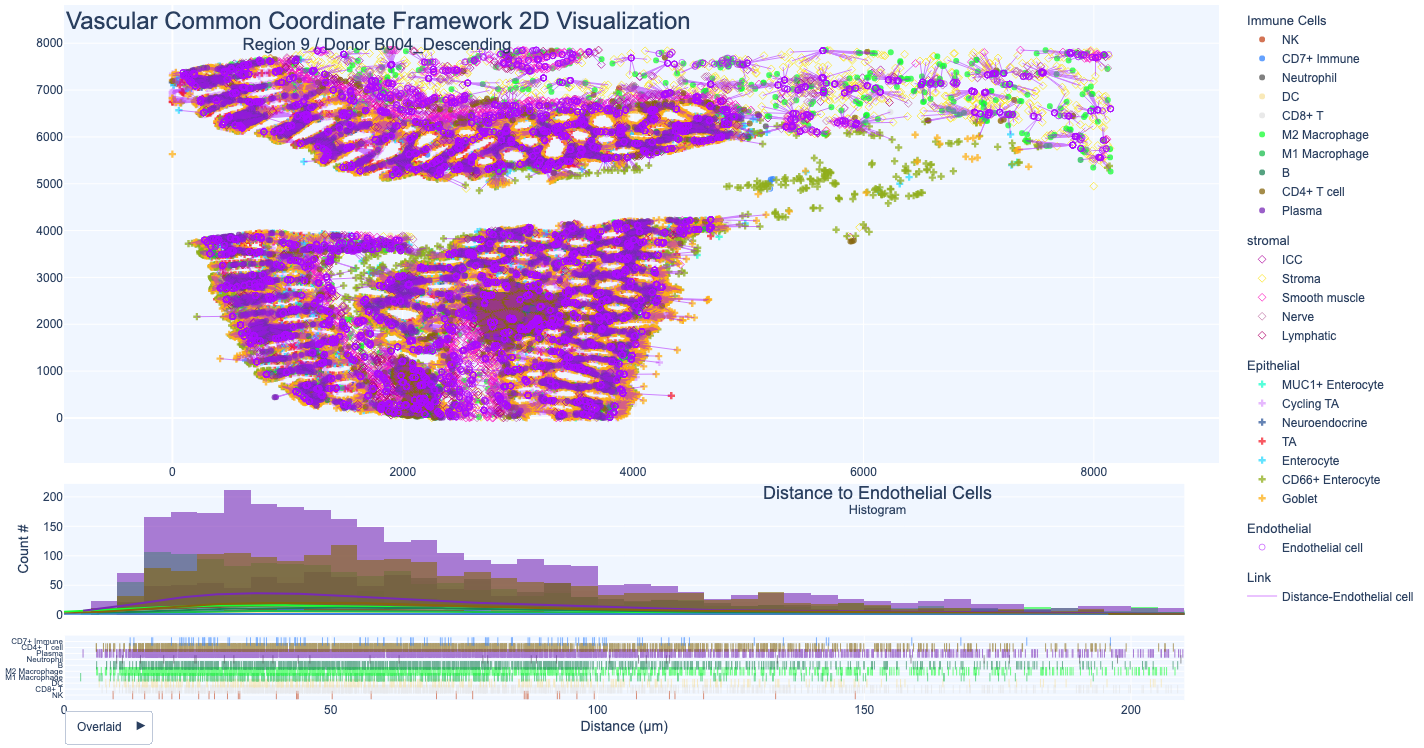 Vascular Common Coordinate Framework 2D Visualization
Region 9 / Donor B004_Descending
8000
7000
6000
5000
4000
3000
2000
1000
0
0
2000
4000
6000
8000
Immune Cells
NK
CD7+ Immune
Neutrophil
DC
CD8+ T
M2 Macrophage
M1 Macrophage
B
CD4+ T cell
Plasma
stromal
ICC
Stroma
Smooth muscle
Nerve
Lymphatic
Epithelial
MUC1+ Enterocyte
Cycling TA
Neuroendocrine
TA
Enterocyte
CD66+ Enterocyte
Goblet
Endothelial
Endothelial cell
Link
Distance-Endothelial cell
Distance to Endothelial Cells
Histogram
Count #
200
150
100
50
0
CD7+ Immune
CD4+ T cell
Plasma
Neutrophil
B
M2 Macrophage
M1 Macrophage
DC
CD8+ T
NK
0
50
100
150
200
Distance (μm)
Overlaid ▶